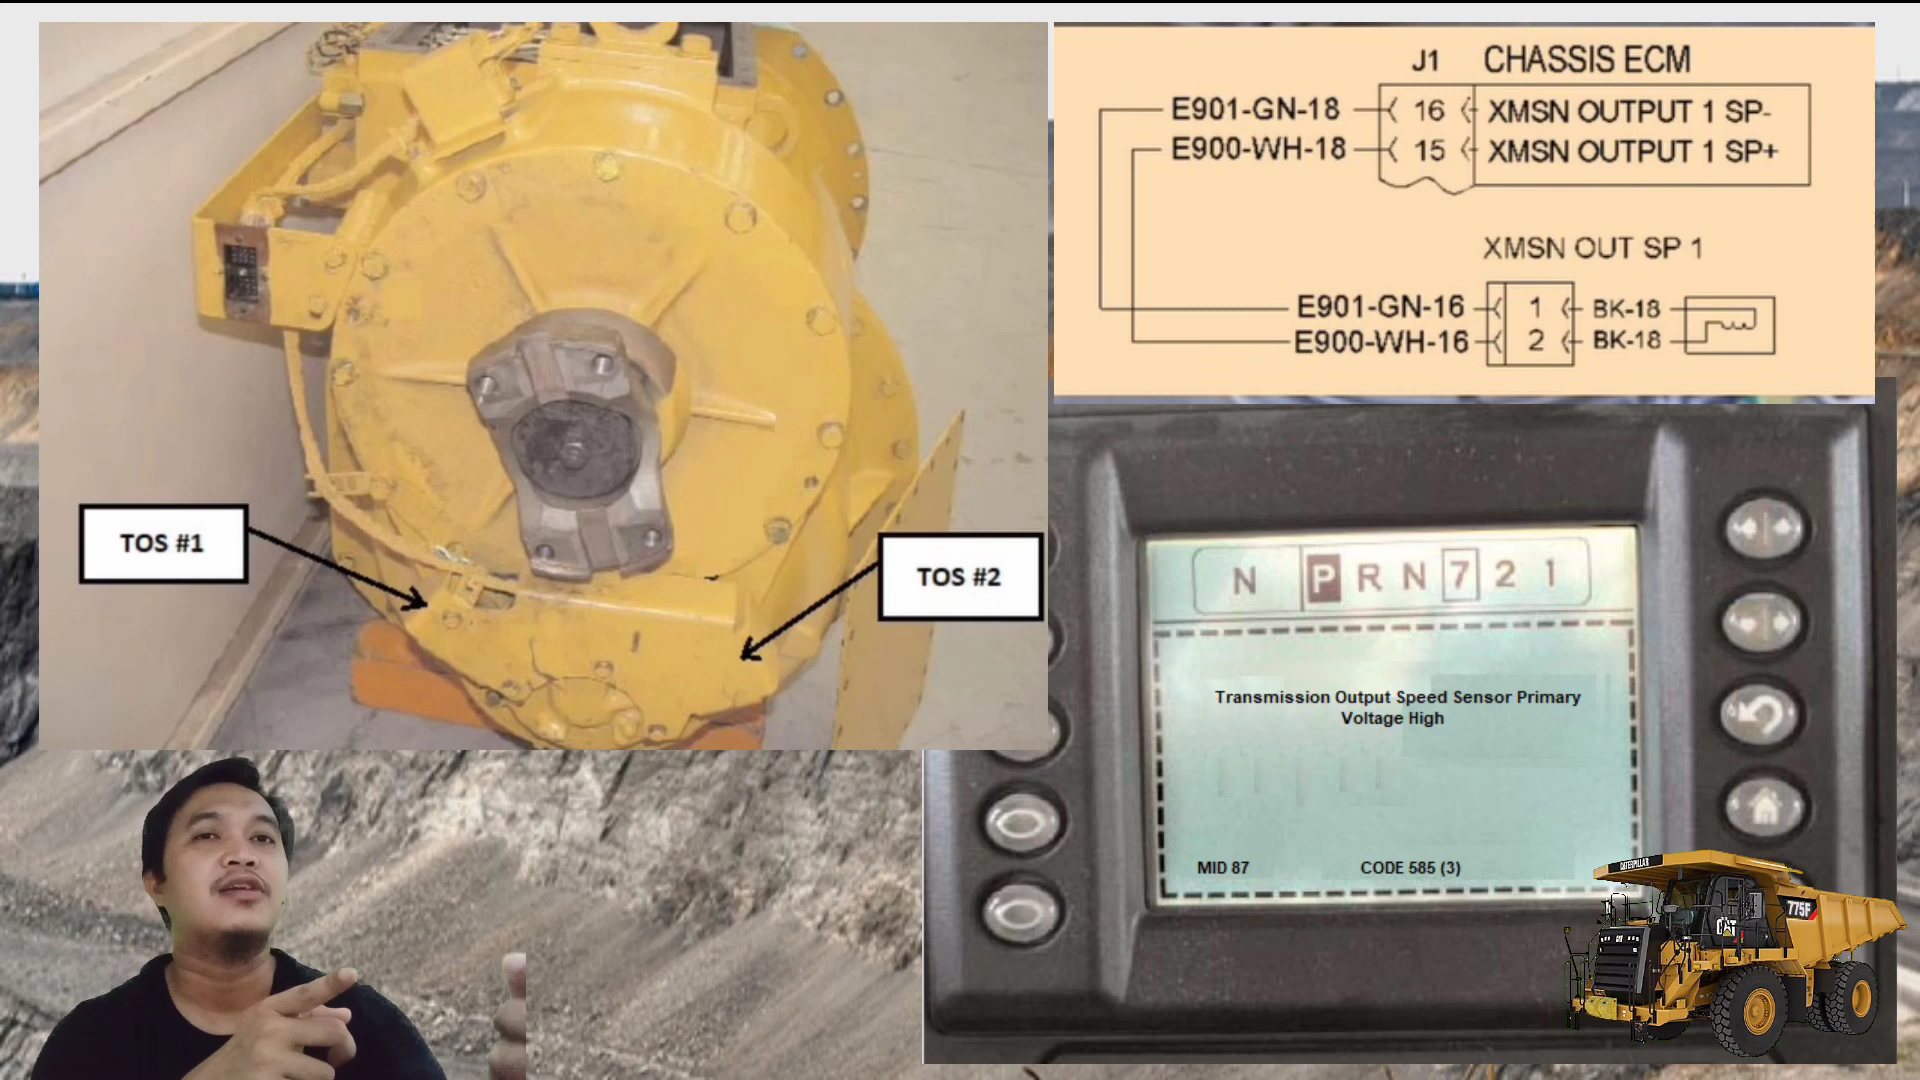 TOS #1
TOS #2
J1 CHASSIS ECM
E901-GN-18 16 XMSN OUTPUT 1 SP-
E900-WH-18 15 XMSN OUTPUT 1 SP+
XMSN OUT SP 1
E901-GN-16 1 BK-18
E900-WH-16 2 BK-18
N P R N 7 2 1
Transmission Output Speed Sensor Primary
Voltage High
MID 87 CODE 585 (3)
CATERPILLAR
775F
CAT